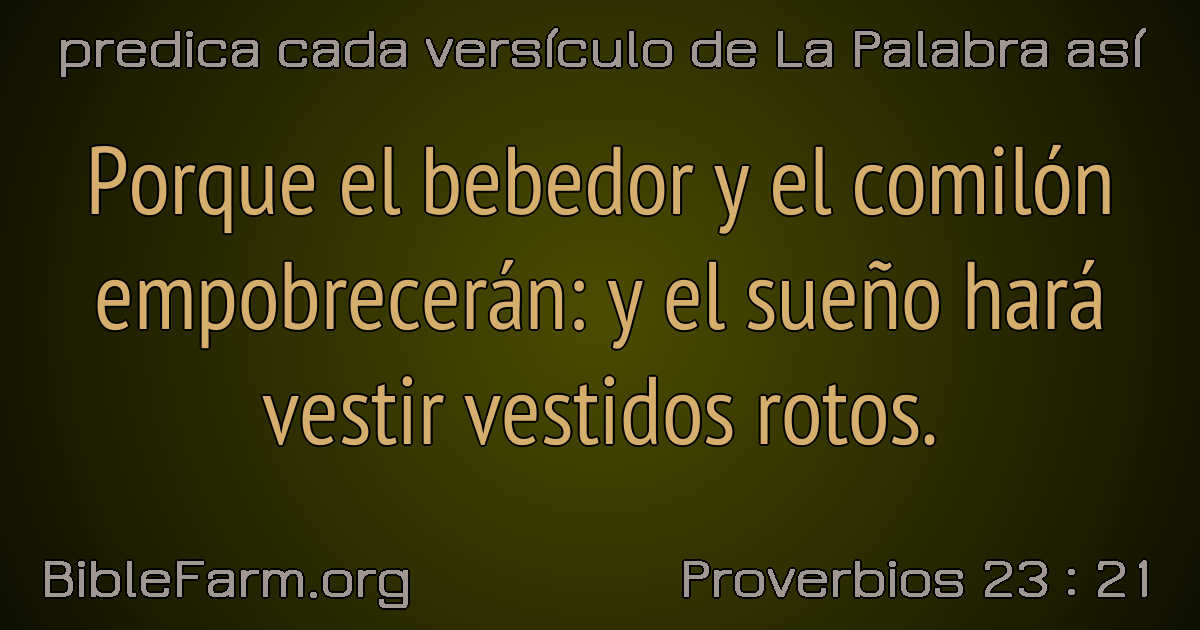 predica cada versículo de La Palabra así
Porque el bebedor y el comilón
empobrecerán: y el sueño hará
vestir vestidos rotos.
BibleFarm.org
Proverbios 23 : 21